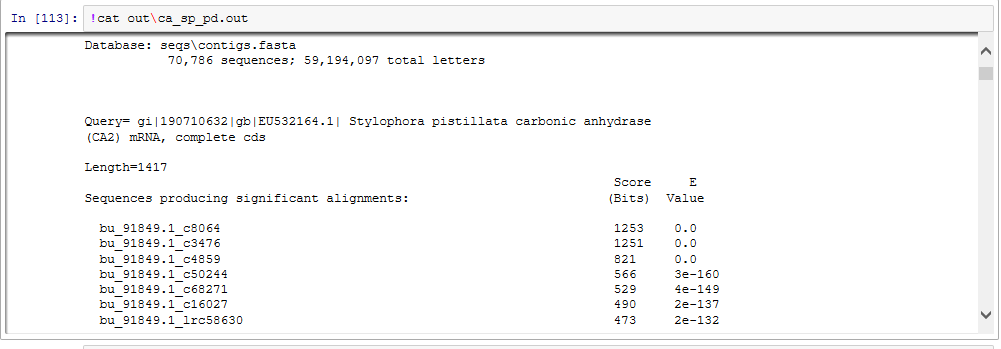 In [113]: !cat out\ca_sp_pd.out
Database: seqs\contigs.fasta
70,786 sequences; 59,194,097 total letters
Query= gi|190710632|gb|EU532164.1| Stylophora pistillata carbonic anhydrase
(CA2) mRNA, complete cds
Length=1417
Score E
Sequences producing significant alignments: (Bits) Value
bu_91849.1_c8064 1253 0.0
bu_91849.1_c3476 1251 0.0
bu_91849.1_c4859 821 0.0
bu_91849.1_c50244 566 3e-160
bu_91849.1_c68271 529 4e-149
bu_91849.1_c16027 490 2e-137
bu_91849.1_lrc58630 473 2e-132